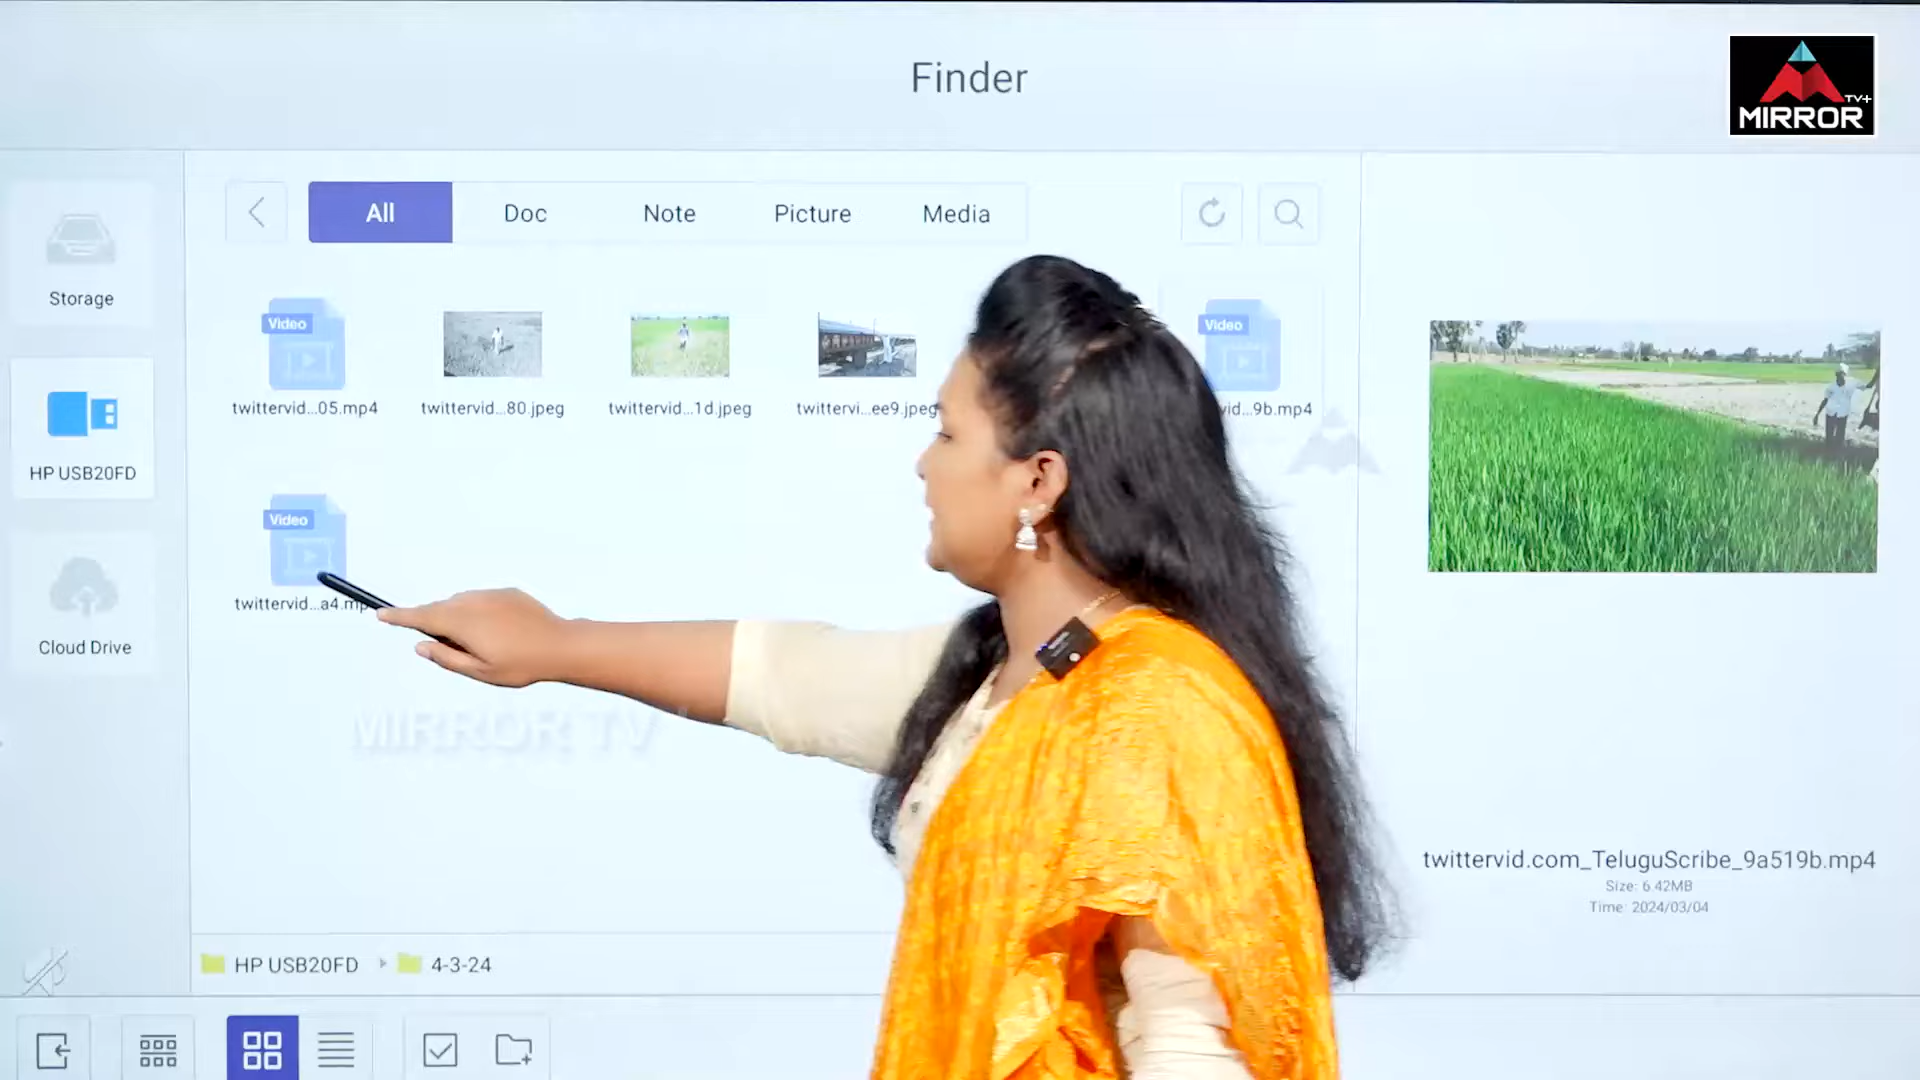 Finder
TV+
MIRROR
All
Doc
Note
Picture
Media
Storage
Video
Video
twittervid...05.mp4
twittervid...80.jpeg
twittervid...1d.jpeg
twittervi...ee9.jpeg
vid...9b.mp4
HP USB20FD
Video
twittervid...a4.mp
Cloud Drive
MIRROR TV
twittervid.com_TeluguScribe_9a519b.mp4
Size: 6.42MB
Time: 2024/03/04
HP USB20FD
4-3-24